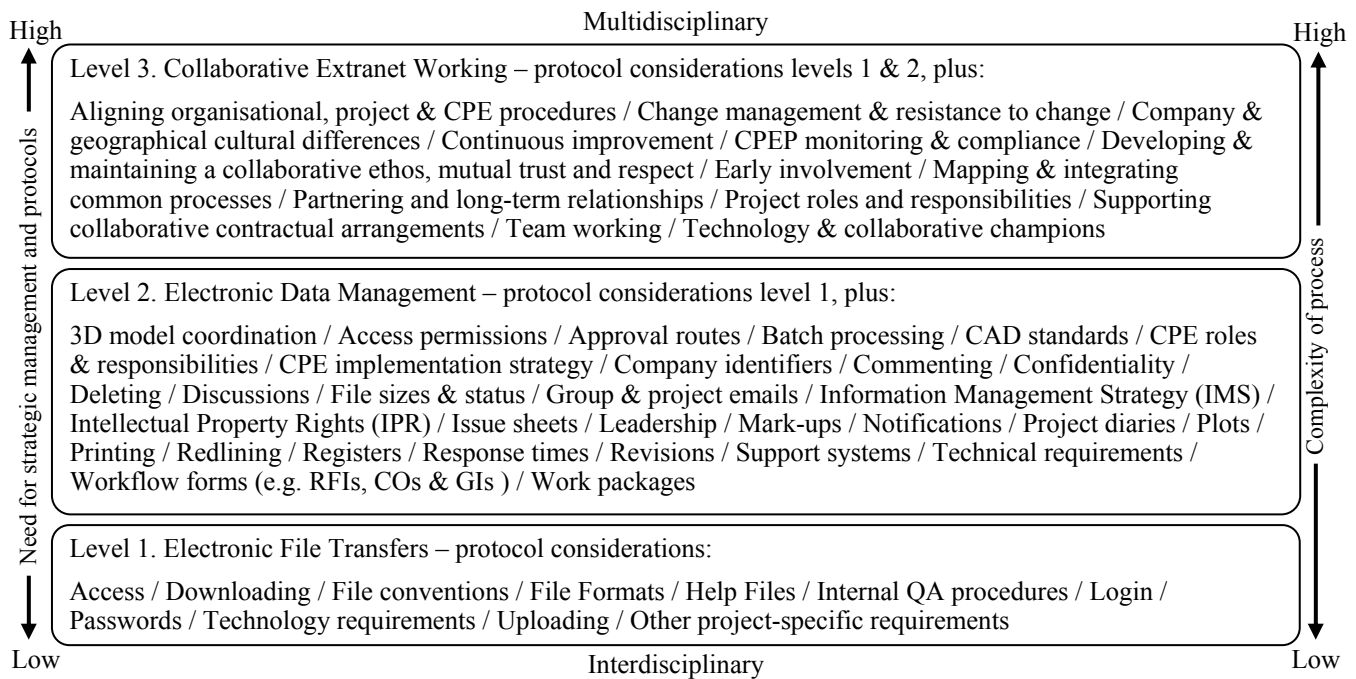 Multidisciplinary
High
High
Level 3. Collaborative Extranet Working – protocol considerations levels 1 & 2, plus:
Aligning organisational, project & CPE procedures / Change management & resistance to change / Company &
geographical cultural differences / Continuous improvement / CPEP monitoring & compliance / Developing &
maintaining a collaborative ethos, mutual trust and respect / Early involvement / Mapping & integrating
common processes / Partnering and long-term relationships / Project roles and responsibilities / Supporting
collaborative contractual arrangements / Team working / Technology & collaborative champions
Need for strategic management and protocols
Complexity of process
Level 2. Electronic Data Management – protocol considerations level 1, plus:
3D model coordination / Access permissions / Approval routes / Batch processing / CAD standards / CPE roles
& responsibilities / CPE implementation strategy / Company identifiers / Commenting / Confidentiality /
Deleting / Discussions / File sizes & status / Group & project emails / Information Management Strategy (IMS) /
Intellectual Property Rights (IPR) / Issue sheets / Leadership / Mark-ups / Notifications / Project diaries / Plots /
Printing / Redlining / Registers / Response times / Revisions / Support systems / Technical requirements /
Workflow forms (e.g. RFIs, COs & GIs ) / Work packages
Level 1. Electronic File Transfers – protocol considerations:
Access / Downloading / File conventions / File Formats / Help Files / Internal QA procedures / Login /
Passwords / Technology requirements / Uploading / Other project-specific requirements
Low
Low
Interdisciplinary